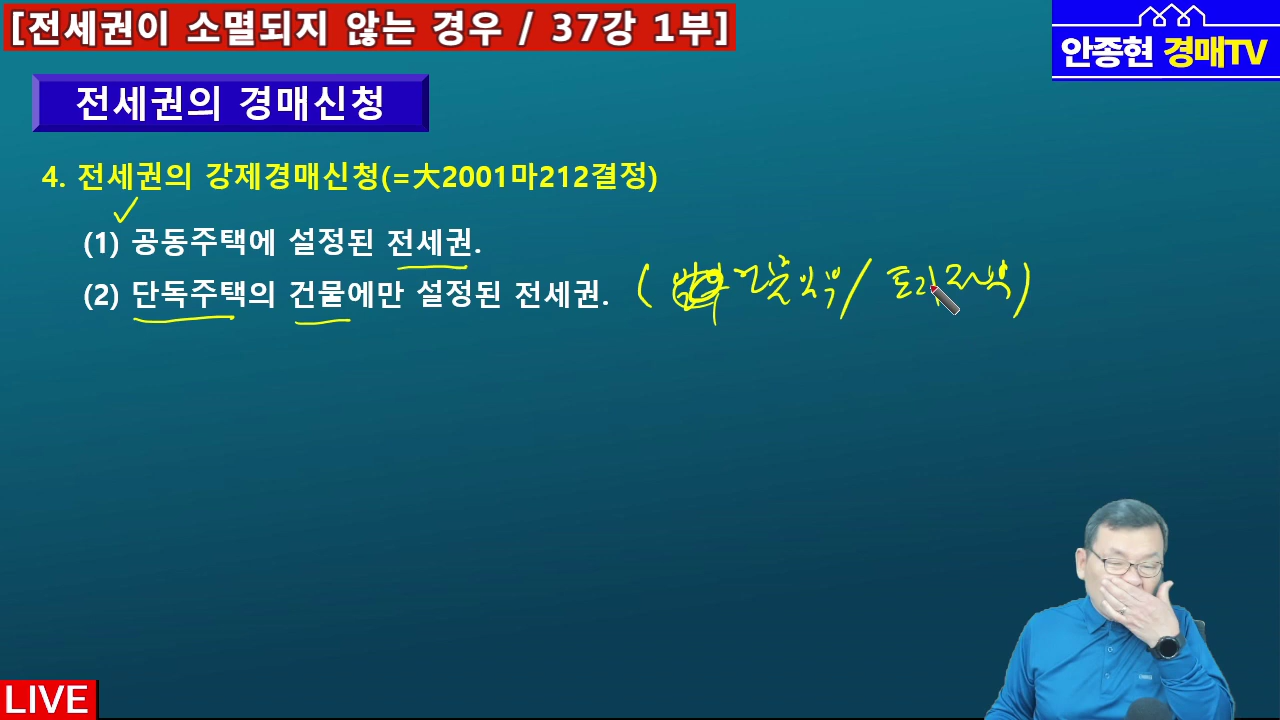 [전세권이 소멸되지 않는 경우 / 37강 1부]
안종현 경매TV
전세권의 경매신청
4. 전세권의 강제경매신청(=大2001마212결정)
(1) 공동주택에 설정된 전세권.
(2) 단독주택의 건물에만 설정된 전세권.
LIVE